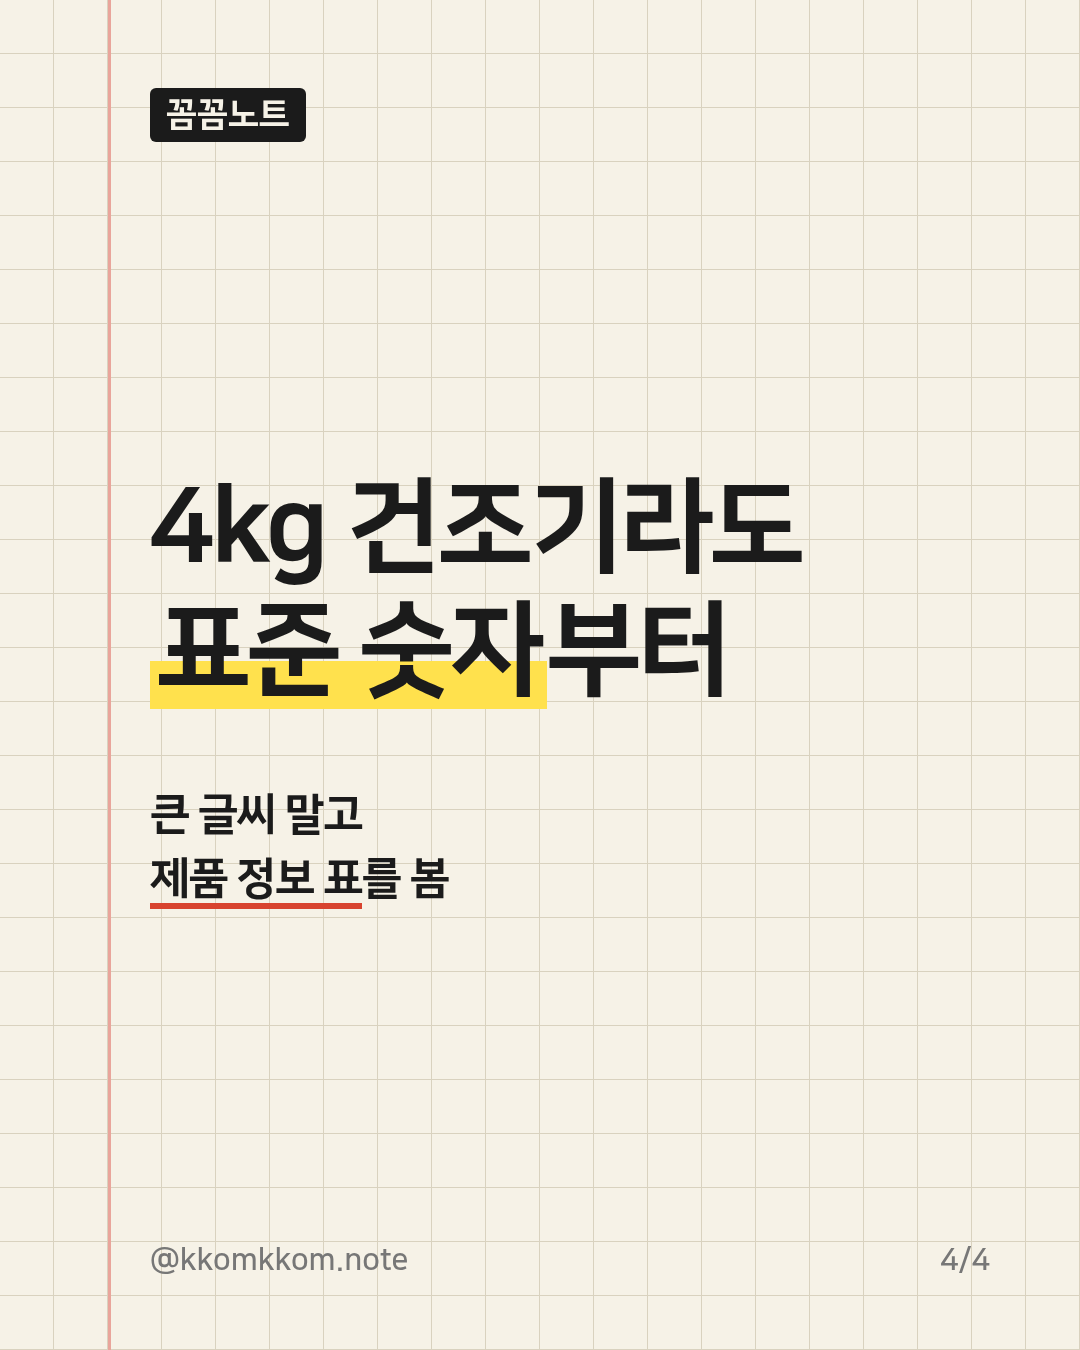 꼼꼼노트
4kg 건조기라도
표준 숫자부터
큰 글씨 말고
제품 정보 표를 봄
@kkomkkom.note
4/4